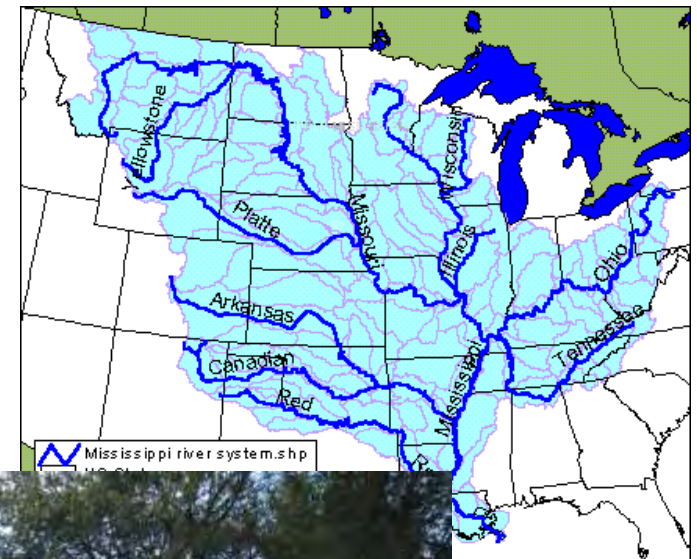 Yellowstone
Wisconsin
Missouri
Platte
Illinois
Ohio
Arkansas
Tennessee
Canadian
Mississippi
Red
Mississippi river system.shp